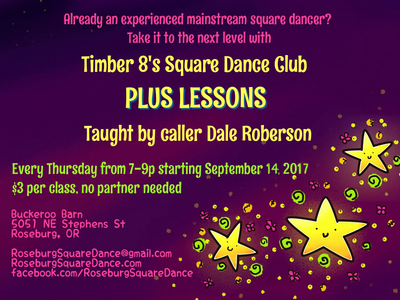 Already an experienced mainstream square dancer?
Take it to the next level with
Timber 8's Square Dance Club
PLUS LESSONS
Taught by caller Dale Roberson
Every Thursday from 7-9p starting September 14, 2017
$3 per class, no partner needed
Buckeroo Barn
6051 NE Stephens St
Roseburg, OR
RoseburgSquareDance@gmail.com
RoseburgSquareDance.com
facebook.com/RoseburgSquareDance